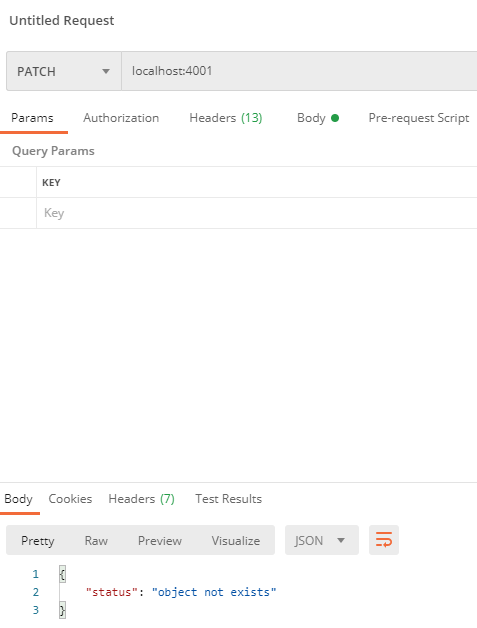 Untitled Request
PATCH localhost:4001
Params Authorization Headers (13) Body Pre-request Script
Query Params
KEY
Key
Body Cookies Headers (7) Test Results
Pretty Raw Preview Visualize JSON
1 {
2 "status": "object not exists"
3 }